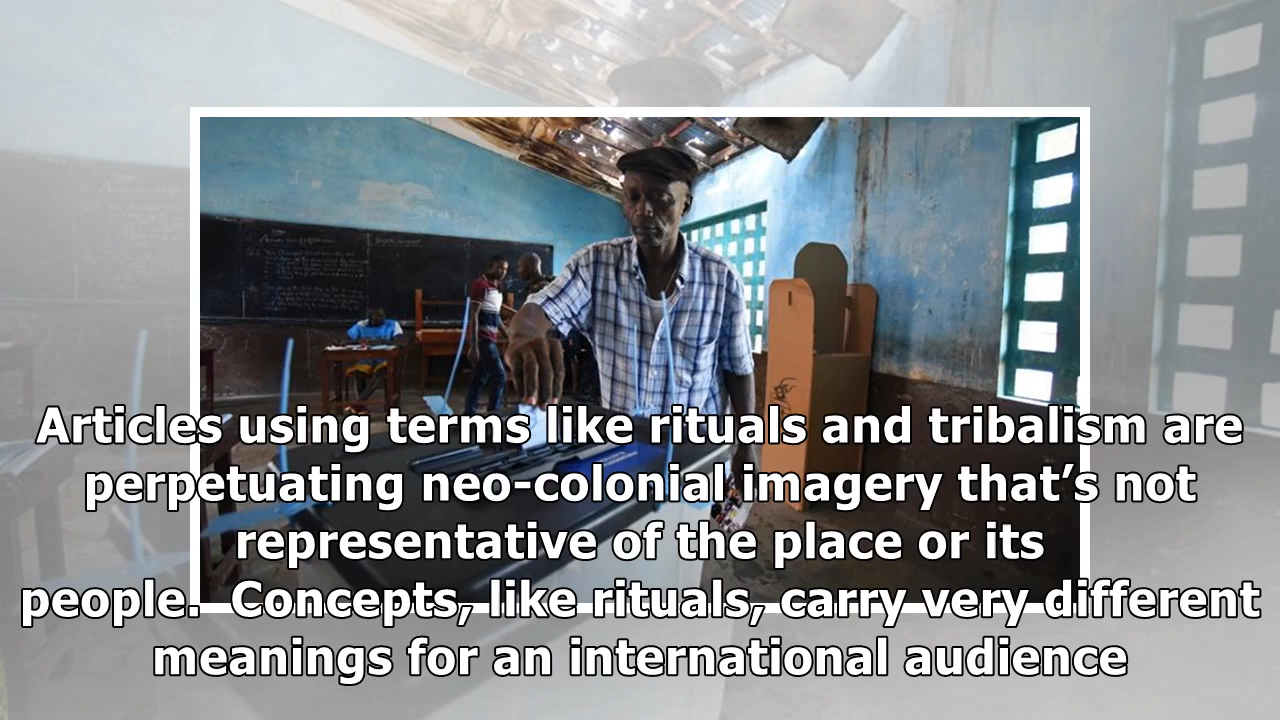 Articles using terms like rituals and tribalism are
perpetuating neo-colonial imagery that’s not
representative of the place or its
people.  Concepts, like rituals, carry very different
meanings for an international audience